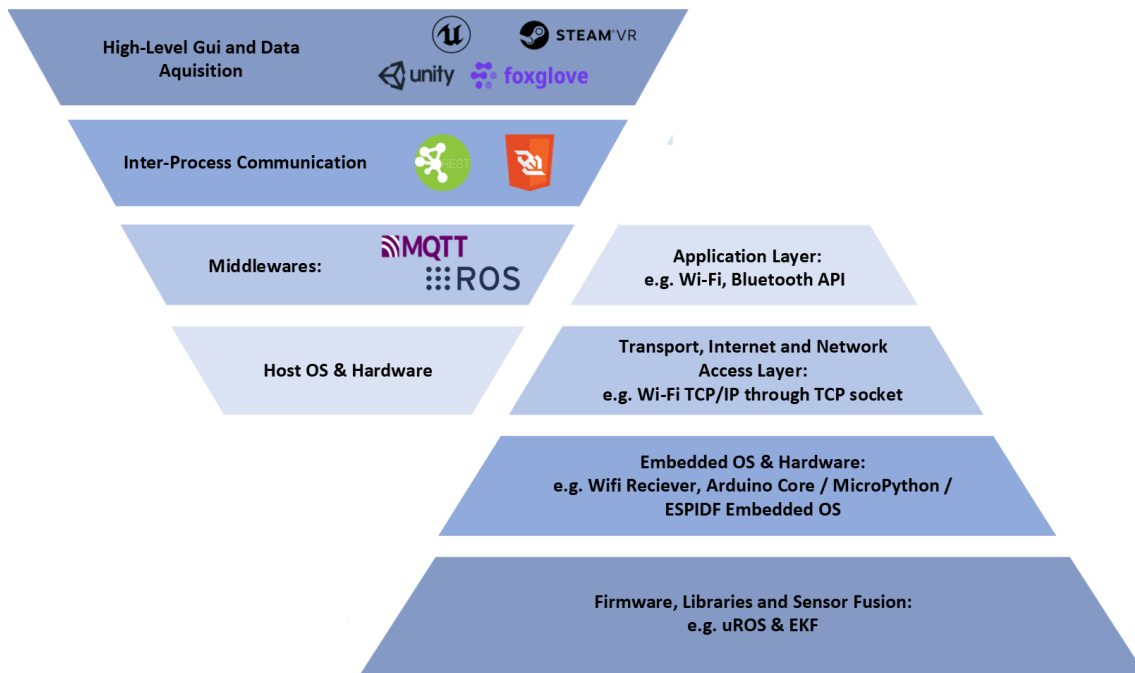 High-Level Gui and Data
Aquisition
STEAM®VR
unity
foxglove
Inter-Process Communication
REST
Middlewares:
MQTT
ROS
Host OS & Hardware
Application Layer:
e.g. Wi-Fi, Bluetooth API
Transport, Internet and Network
Access Layer:
e.g. Wi-Fi TCP/IP through TCP socket
Embedded OS & Hardware:
e.g. Wifi Reciever, Arduino Core / MicroPython /
ESPIDF Embedded OS
Firmware, Libraries and Sensor Fusion:
e.g. uROS & EKF